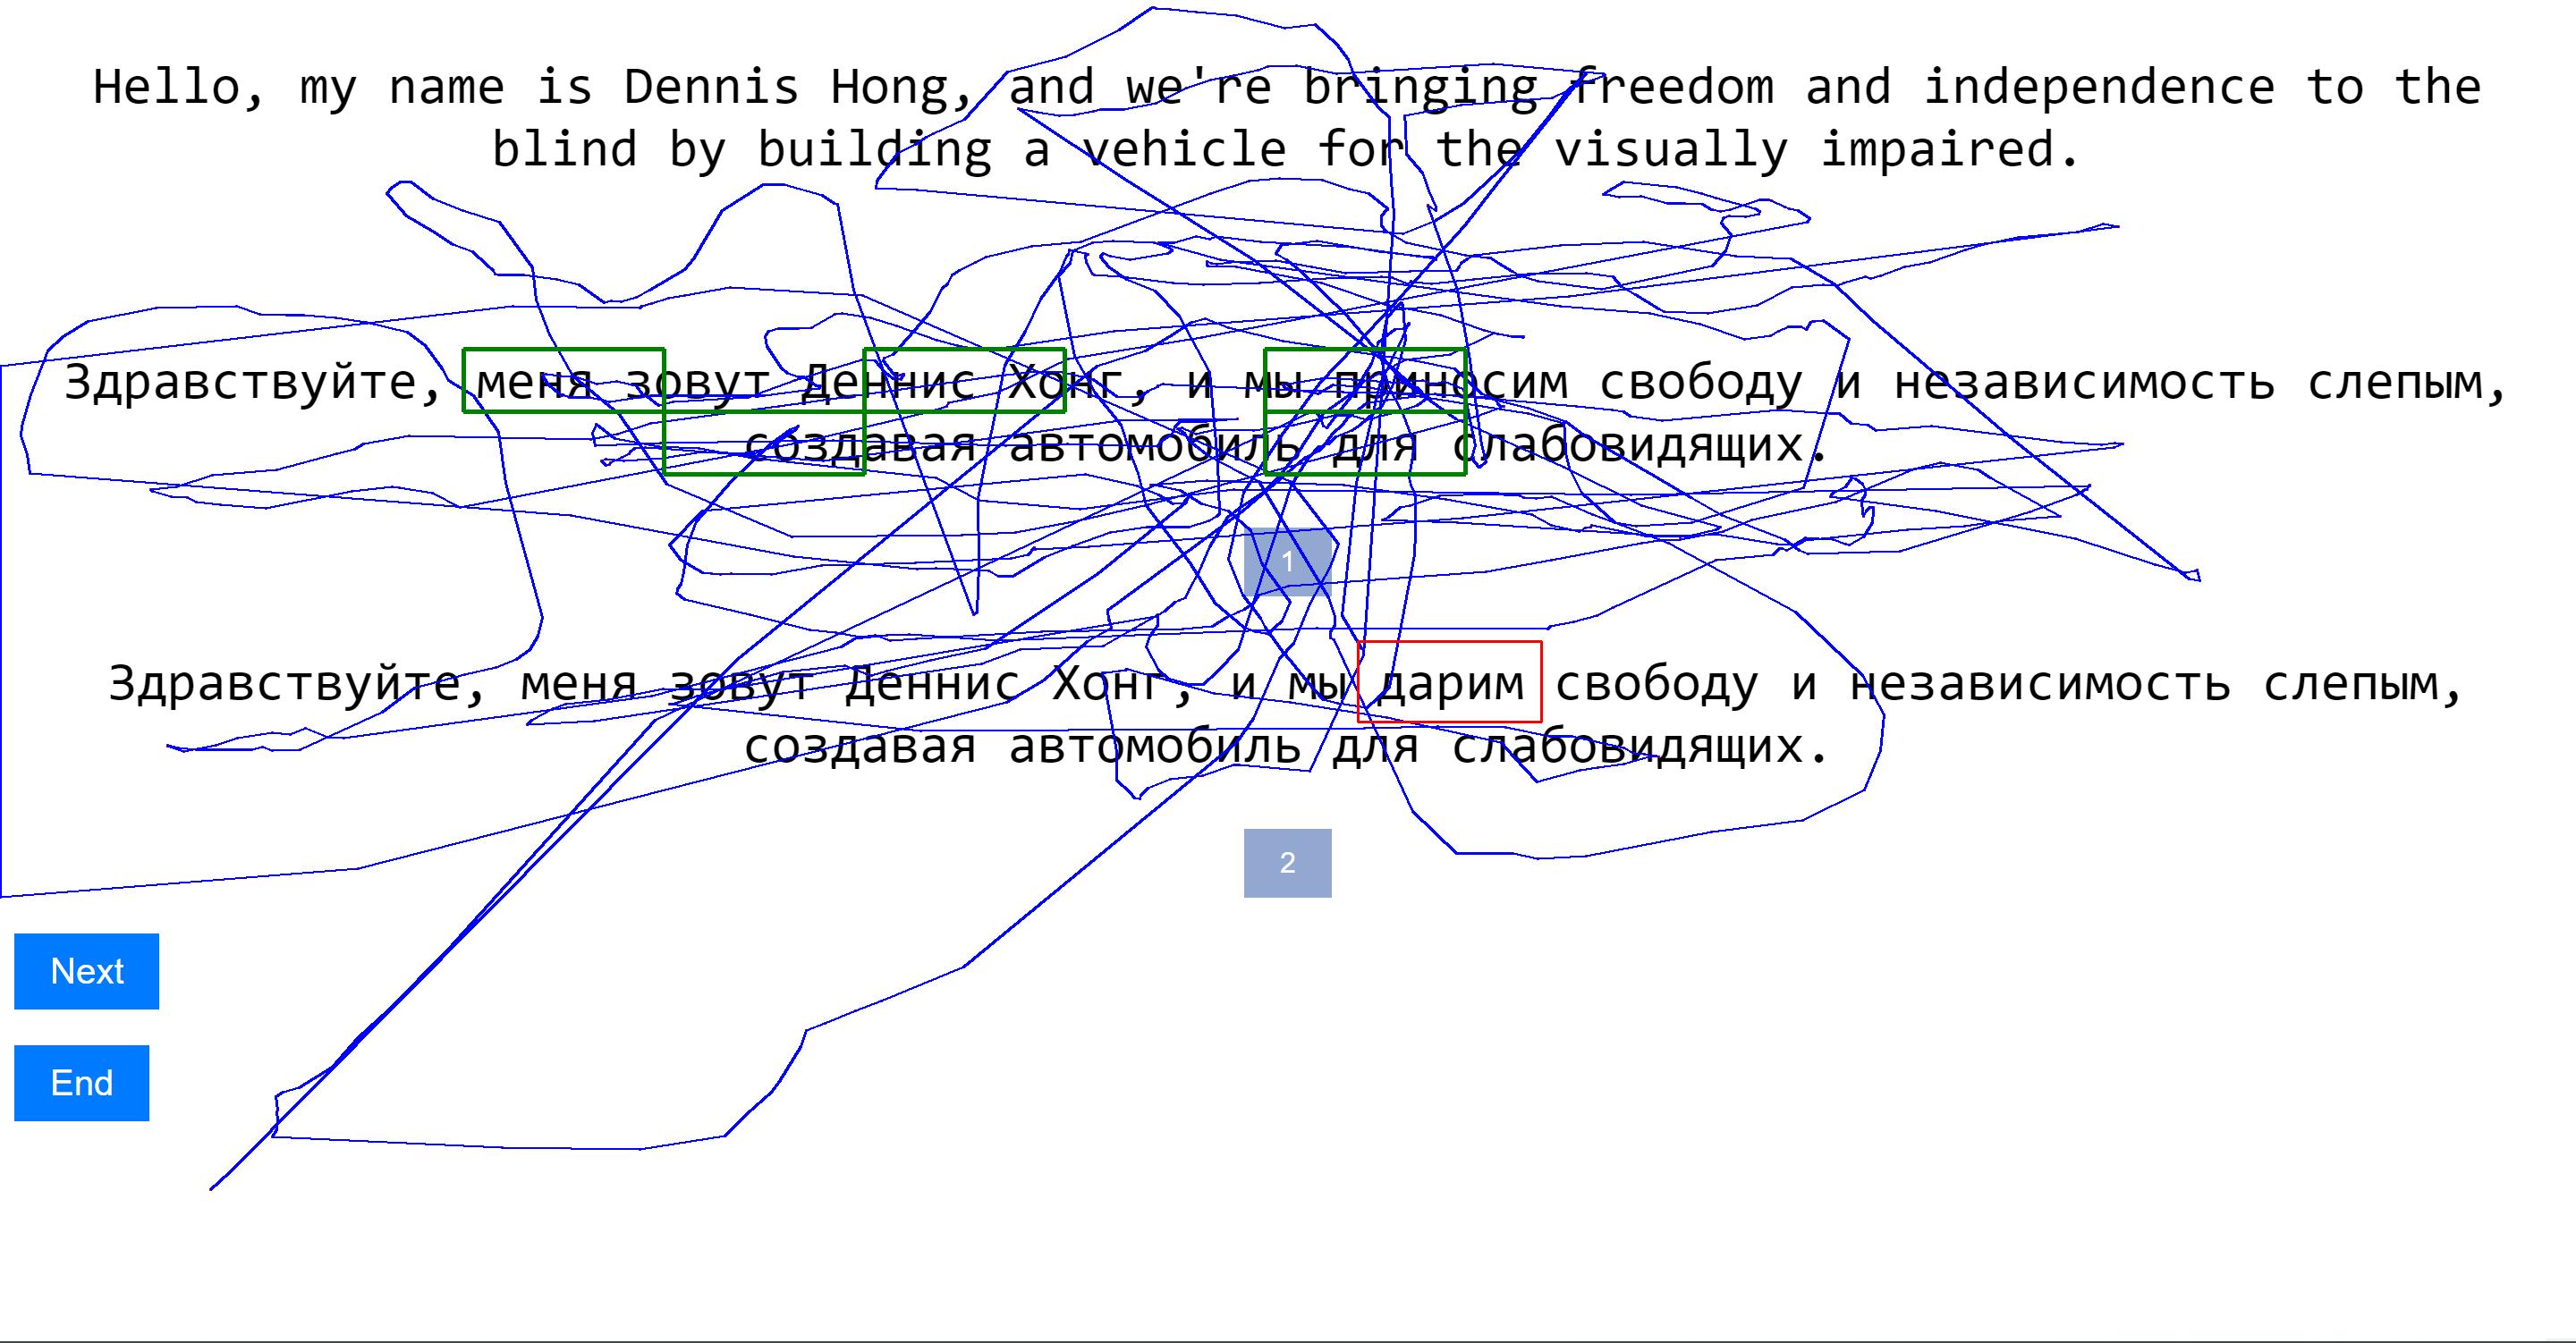 Hello, my name is Dennis Hong, and we're bringing freedom and independence to the
blind by building a vehicle for the visually impaired.
Здравствуйте, меня зовут Деннис Хонг, и мы приносим свободу и независимость слепым,
создавая автомобиль для слабовидящих.
1
Здравствуйте, меня зовут Деннис Хонг, и мы дарим свободу и независимость слепым,
создавая автомобиль для слабовидящих.
2
Next
End